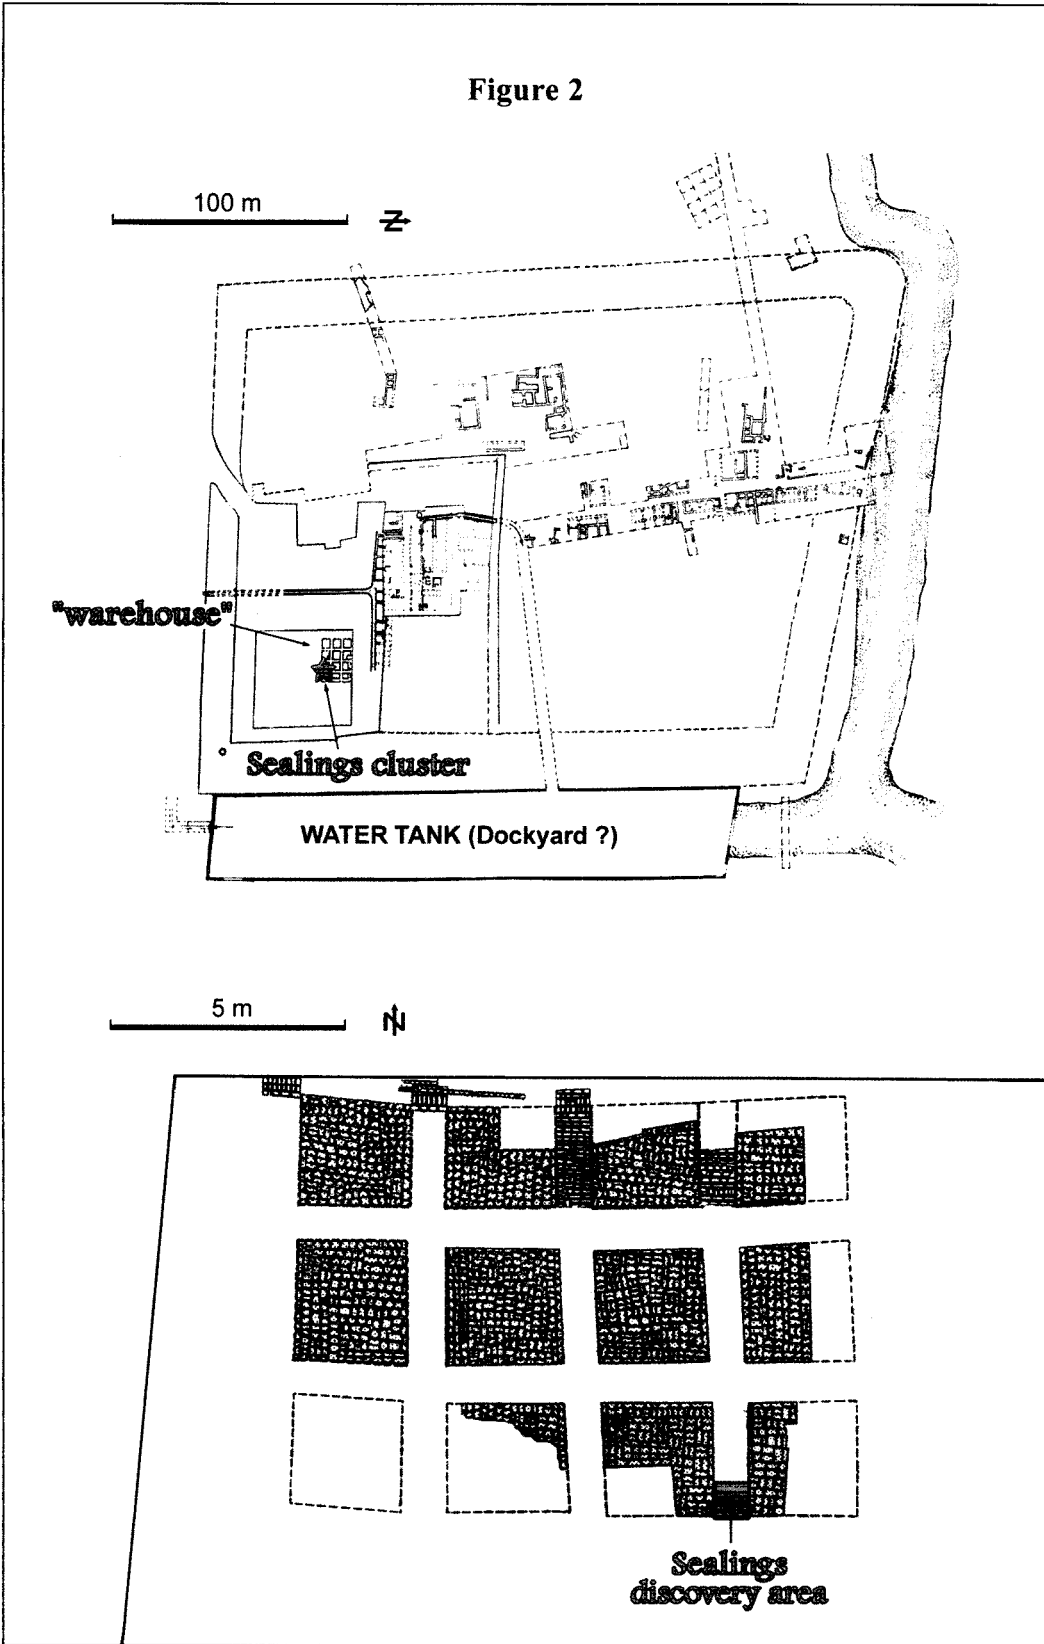 Figure 2
100 m
N
"warehouse"
Sealings cluster
WATER TANK (Dockyard ?)
5 m
N
Sealings
discovery area